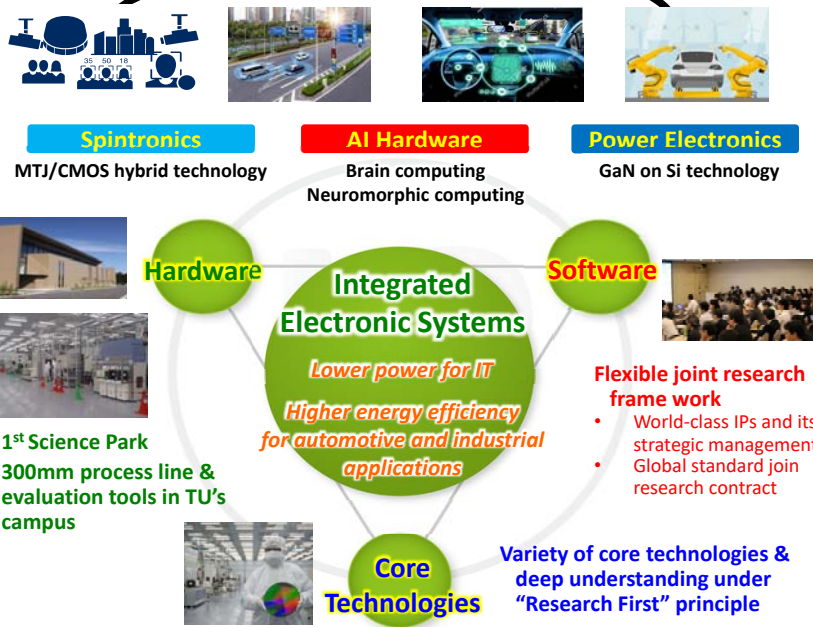 35 50 18
Spintronics
AI Hardware
Power Electronics
MTJ/CMOS hybrid technology
Brain computing
Neuromorphic computing
GaN on Si technology
Hardware
Software
Integrated
Electronic Systems
Lower power for IT
Higher energy efficiency
for automotive and industrial
applications
1st Science Park
300mm process line &
evaluation tools in TU's
campus
Flexible joint research
frame work
• World-class IPs and its
strategic management
• Global standard join
research contract
Core
Technologies
Variety of core technologies &
deep understanding under
“Research First” principle